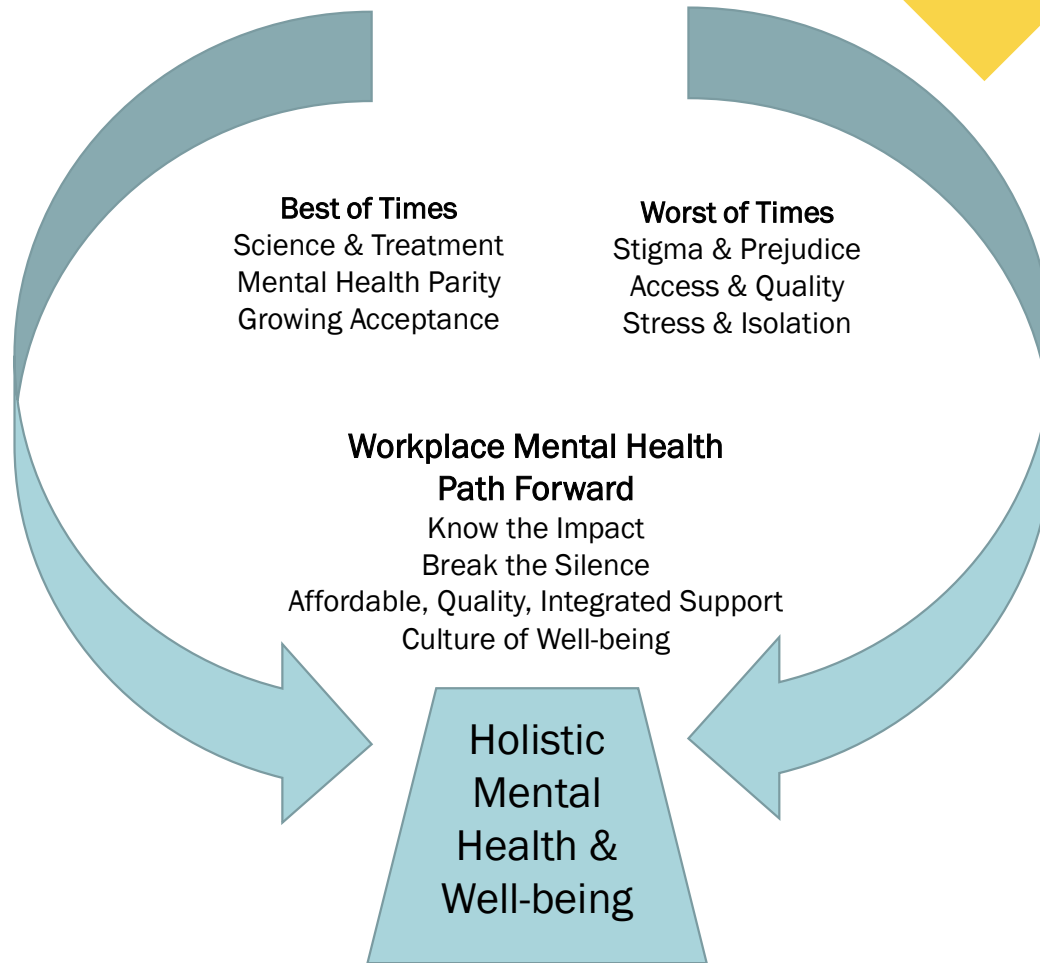 Best of Times
Science & Treatment
Mental Health Parity
Growing Acceptance
Worst of Times
Stigma & Prejudice
Access & Quality
Stress & Isolation
Workplace Mental Health
Path Forward
Know the Impact
Break the Silence
Affordable, Quality, Integrated Support
Culture of Well-being
Holistic
Mental
Health &
Well-being